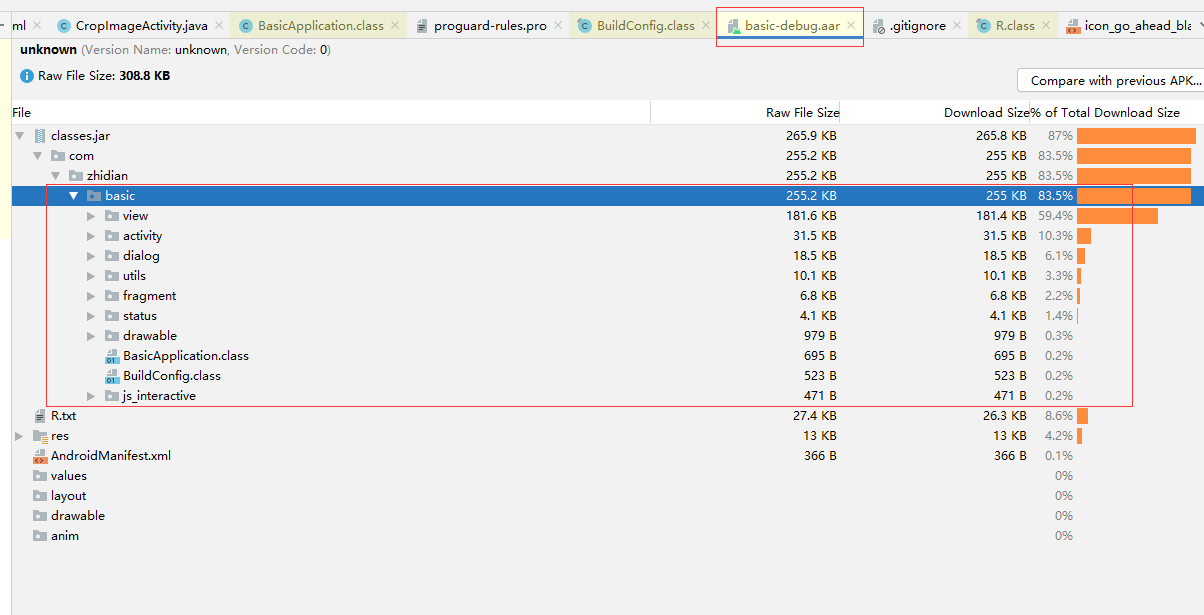 ml CropImageActivity.java BasicApplication.class proguard-rules.pro BuildConfig.class basic-debug.aar .gitignore R.class icon_go_ahead_bla
unknown (Version Name: unknown, Version Code: 0)
Raw File Size: 308.8 KB
Compare with previous APK...
File Raw File Size Download Size % of Total Download Size
classes.jar 265.9 KB 265.8 KB 87%
com 255.2 KB 255 KB 83.5%
zhidian 255.2 KB 255 KB 83.5%
basic 255.2 KB 255 KB 83.5%
view 181.6 KB 181.4 KB 59.4%
activity 31.5 KB 31.5 KB 10.3%
dialog 18.5 KB 18.5 KB 6.1%
utils 10.1 KB 10.1 KB 3.3%
fragment 6.8 KB 6.8 KB 2.2%
status 4.1 KB 4.1 KB 1.4%
drawable 979 B 979 B 0.3%
BasicApplication.class 695 B 695 B 0.2%
BuildConfig.class 523 B 523 B 0.2%
js_interactive 471 B 471 B 0.2%
R.txt 27.4 KB 26.3 KB 8.6%
res 13 KB 13 KB 4.2%
AndroidManifest.xml 366 B 366 B 0.1%
values 0%
layout 0%
drawable 0%
anim 0%